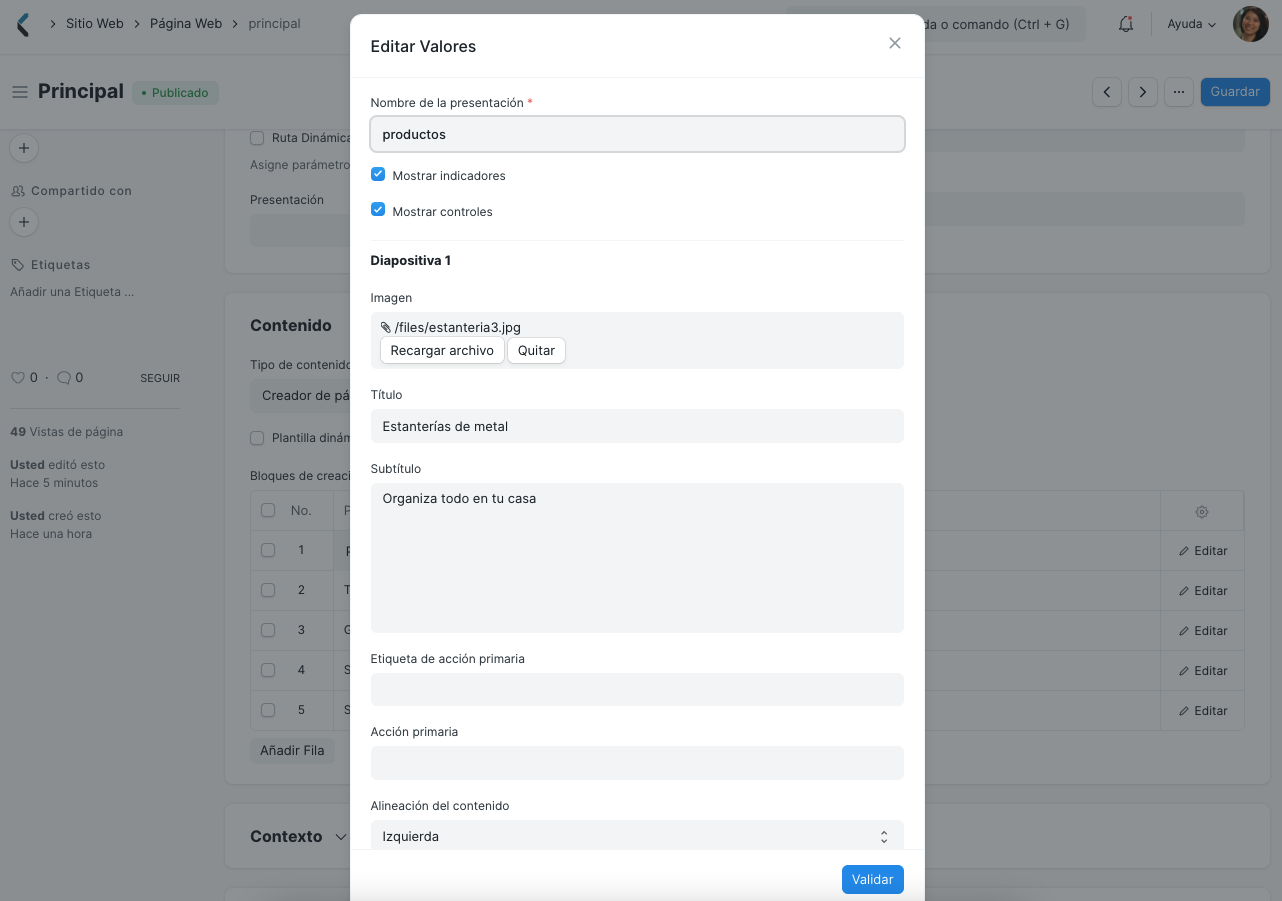 Sitio Web
Página Web
principal
da o comando (Ctrl + G)
Ayuda
Principal
Publicado
Guardar
Ruta Dinámica
Asigne parámetro
Compartido con
Presentación
Etiquetas
Añadir una Etiqueta ...
Contenido
0 · 0
SEGUIR
Tipo de contenido
Creador de pá
49 Vistas de página
Plantilla dinám
Usted editó esto
Hace 5 minutos
Bloques de creaci
Usted creó esto
Hace una hora
No.
1
Editar
2
Editar
3
Editar
4
Editar
5
Editar
Añadir Fila
Contexto
Editar Valores
Nombre de la presentación *
productos
Mostrar indicadores
Mostrar controles
Diapositiva 1
Imagen
/files/estanteria3.jpg
Recargar archivo
Quitar
Título
Estanterías de metal
Subtítulo
Organiza todo en tu casa
Etiqueta de acción primaria
Acción primaria
Alineación del contenido
Izquierda
Validar